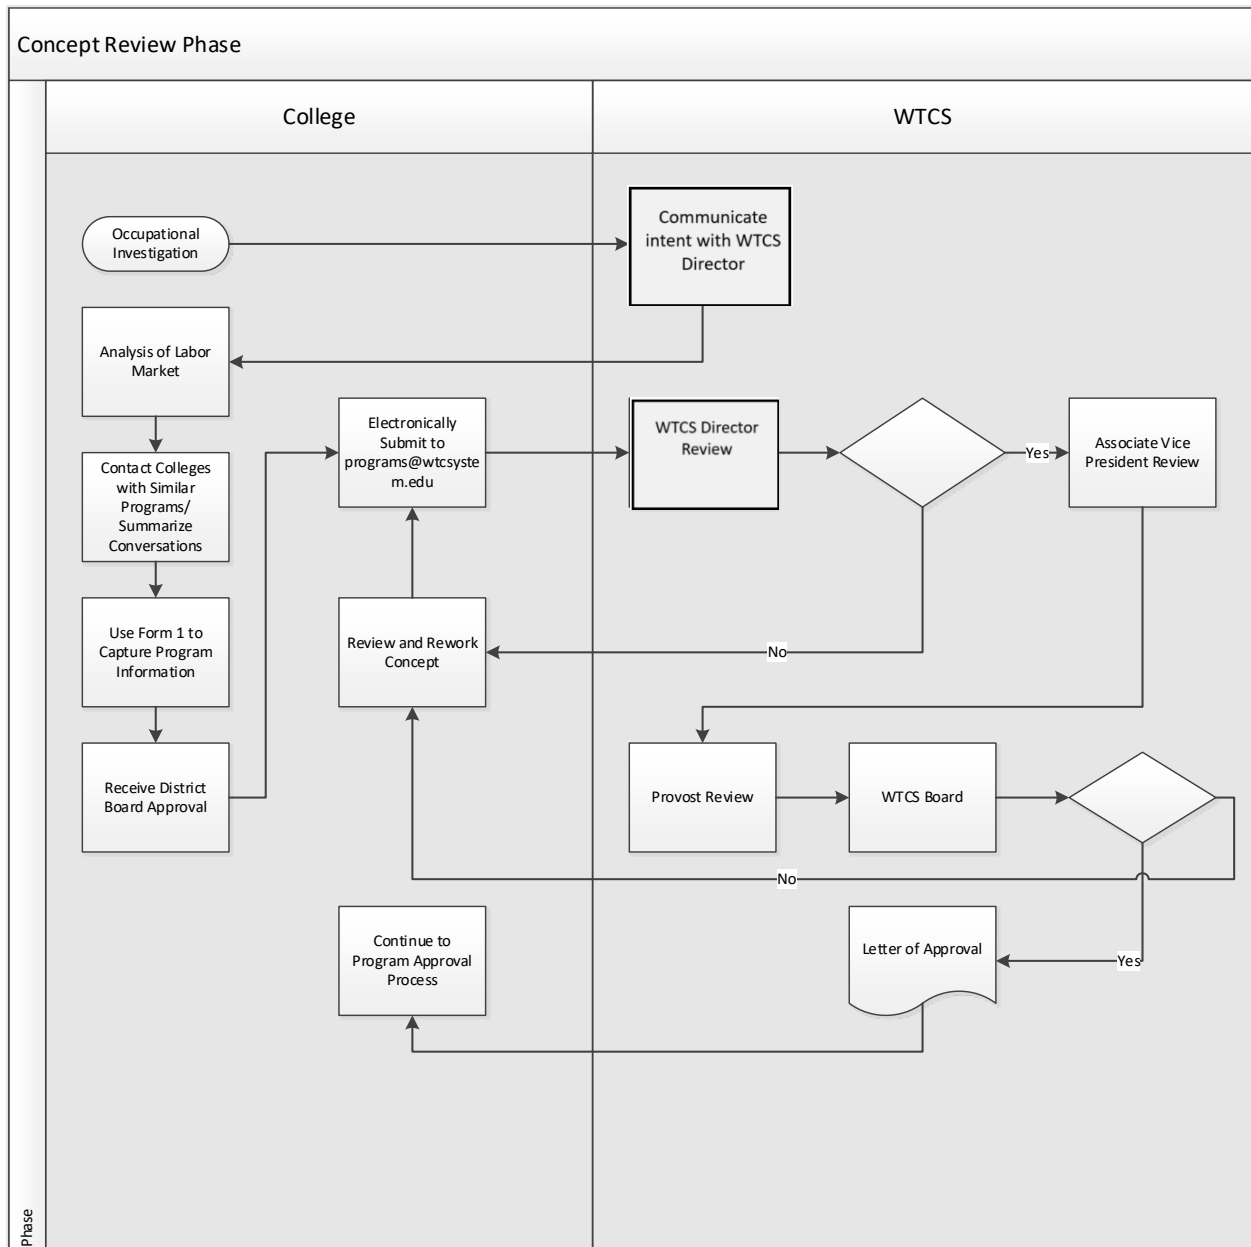 Concept Review Phase
College
WTCS
Occupational
Investigation
Communicate
intent with WTCS
Director
Analysis of Labor
Market
Electronically
Submit to
programs@wtcsyste
m.edu
WTCS Director
Review
Yes
Associate Vice
President Review
Contact Colleges
with Similar
Programs/
Summarize
Conversations
Use Form 1 to
Capture Program
Information
Review and Rework
Concept
No
Receive District
Board Approval
Provost Review
WTCS Board
No
Continue to
Program Approval
Process
Letter of Approval
Yes
Phase